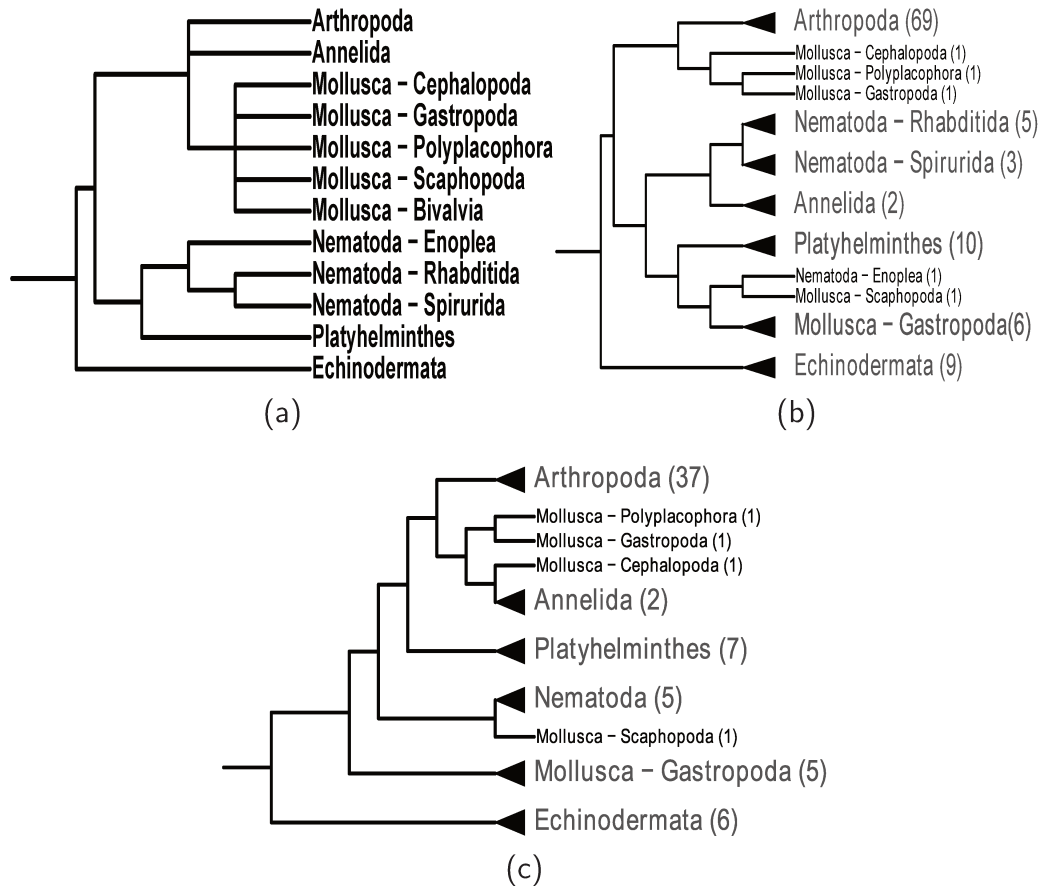 Arthropoda
Annelida
Mollusca – Cephalopoda
Mollusca – Gastropoda
Mollusca – Polyplacophora
Mollusca – Scaphopoda
Mollusca – Bivalvia
Nematoda – Enoplea
Nematoda – Rhabditida
Nematoda – Spirurida
Platyhelminthes
Echinodermata
(a)
Arthropoda (69)
Mollusca – Cephalopoda (1)
Mollusca – Polyplacophora (1)
Mollusca – Gastropoda (1)
Nematoda – Rhabditida (5)
Nematoda – Spirurida (3)
Annelida (2)
Platyhelminthes (10)
Nematoda – Enoplea (1)
Mollusca – Scaphopoda (1)
Mollusca – Gastropoda(6)
Echinodermata (9)
(b)
Arthropoda (37)
Mollusca – Polyplacophora (1)
Mollusca – Gastropoda (1)
Mollusca – Cephalopoda (1)
Annelida (2)
Platyhelminthes (7)
Nematoda (5)
Mollusca – Scaphopoda (1)
Mollusca – Gastropoda (5)
Echinodermata (6)
(c)